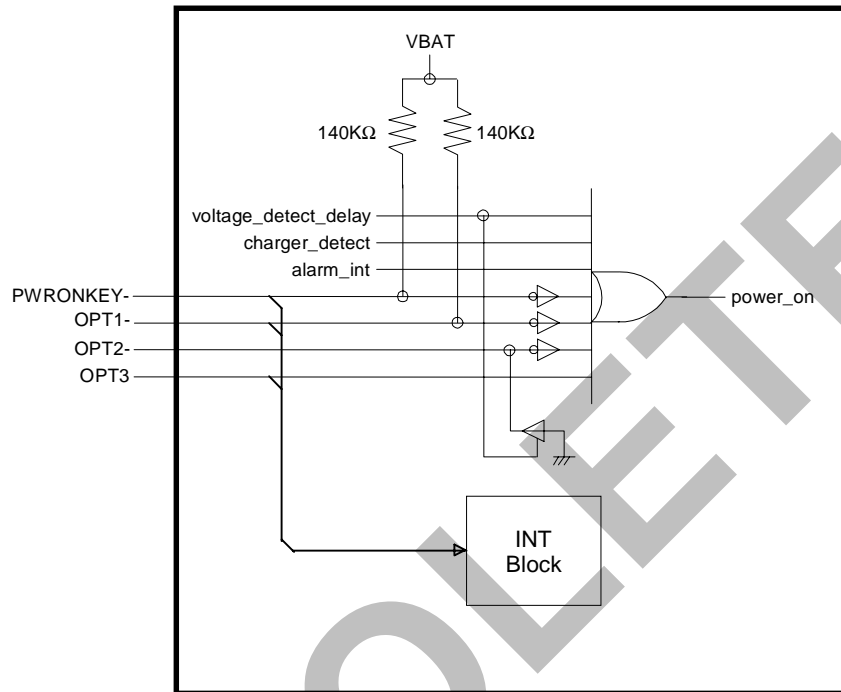 VBAT
140KΩ 140KΩ
voltage_detect_delay
charger_detect
alarm_int
PWRONKEY-
power_on
OPT1-
OPT2-
OPT3
INT
Block
OLETE